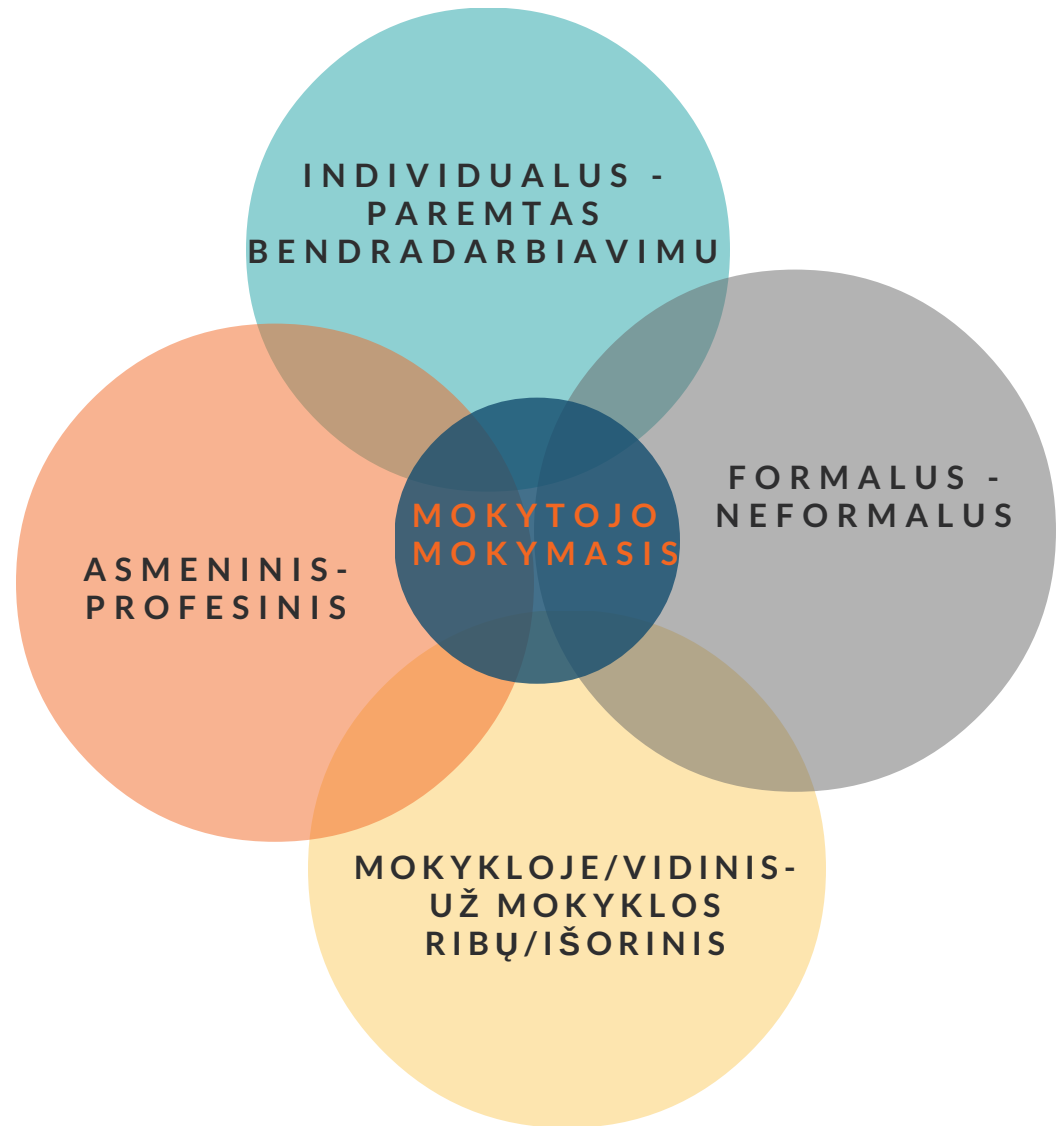 INDIVIDUALUS -
PAREMTAS
BENDRADARBIAVIMU
FORMALUS -
NEFORMALUS
MOKYTOJO
MOKYMASIS
ASMENINIS-
PROFESINIS
MOKYKLOJE/VIDINIS-
UŽ MOKYKLOS
RIBŲ/IŠORINIS